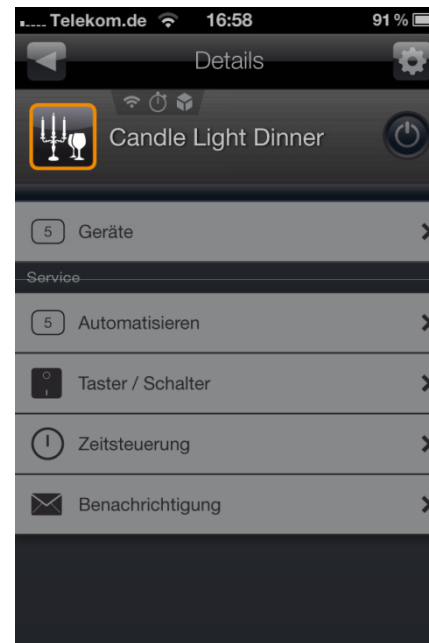 Telekom.de 16:58 91 %
Details
Candle Light Dinner
5 Geräte
Service
5 Automatisieren
Taster / Schalter
Zeitsteuerung
Benachrichtigung